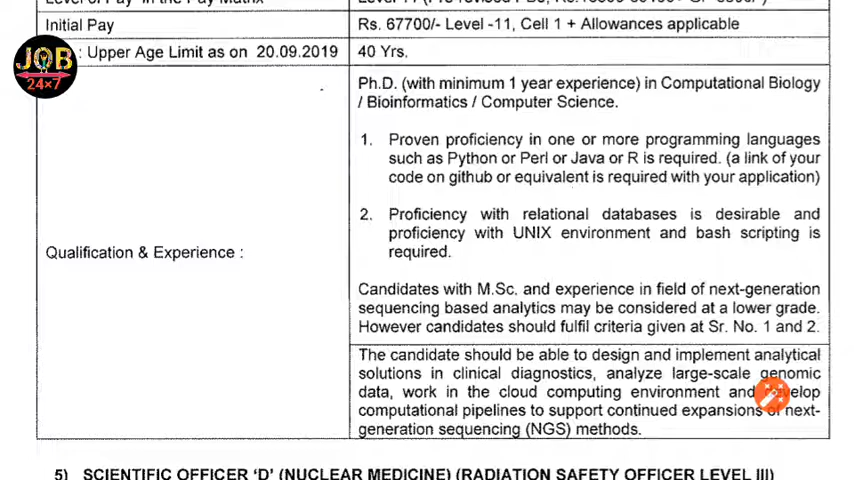 Initial Pay
Rs. 67700/- Level -11, Cell 1 + Allowances applicable
: Upper Age Limit as on 20.09.2019
40 Yrs.
JOB
24×7
Ph.D. (with minimum 1 year experience) in Computational Biology
/ Bioinformatics / Computer Science.
1. Proven proficiency in one or more programming languages
such as Python or Perl or Java or R is required. (a link of your
code on github or equivalent is required with your application)
2. Proficiency with relational databases is desirable and
proficiency with UNIX environment and bash scripting is
required.
Qualification & Experience :
Candidates with M.Sc. and experience in field of next-generation
sequencing based analytics may be considered at a lower grade.
However candidates should fulfil criteria given at Sr. No. 1 and 2.
The candidate should be able to design and implement analytical
solutions in clinical diagnostics, analyze large-scale genomic
data, work in the cloud computing environment and develop
computational pipelines to support continued expansions of next-
generation sequencing (NGS) methods.
5) SCIENTIFIC OFFICER 'D' (NUCLEAR MEDICINE) (RADIATION SAFETY OFFICER LEVEL III)